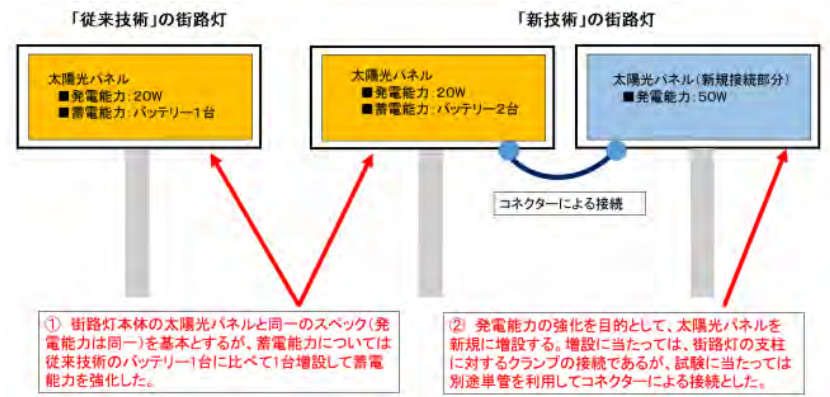 「従来技術」の街路灯
「新技術」の街路灯
太陽光パネル
■発電能力:20W
■蓄電能力:バッテリー1台
太陽光パネル
■発電能力:20W
■蓄電能力:バッテリー2台
太陽光パネル(新規接続部分)
■発電能力:50W
コネクターによる接続
① 街路灯本体の太陽光パネルと同一のスペック(発
電能力は同一)を基本とするが、蓄電能力については
従来技術のバッテリー1台に比べて1台増設して蓄電
能力を強化した。
② 発電能力の強化を目的として、太陽光パネルを
新規に増設する。増設に当たっては、街路灯の支柱
に対するクランプの接続であるが、試験に当たっては
別途単管を利用してコネクターによる接続とした。